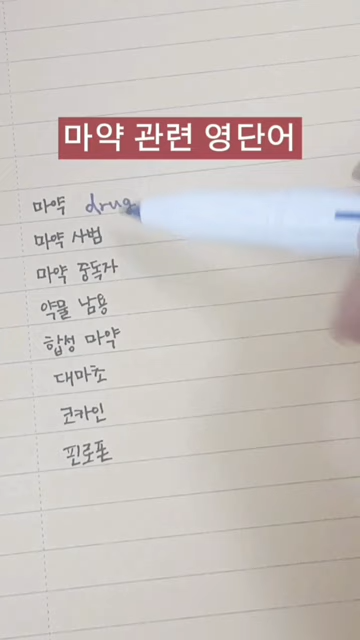 마약 관련 영단어
마약 drug
마약 사범
마약 중독자
약물 남용
합성 마약
대마초
코카인
핀로폰